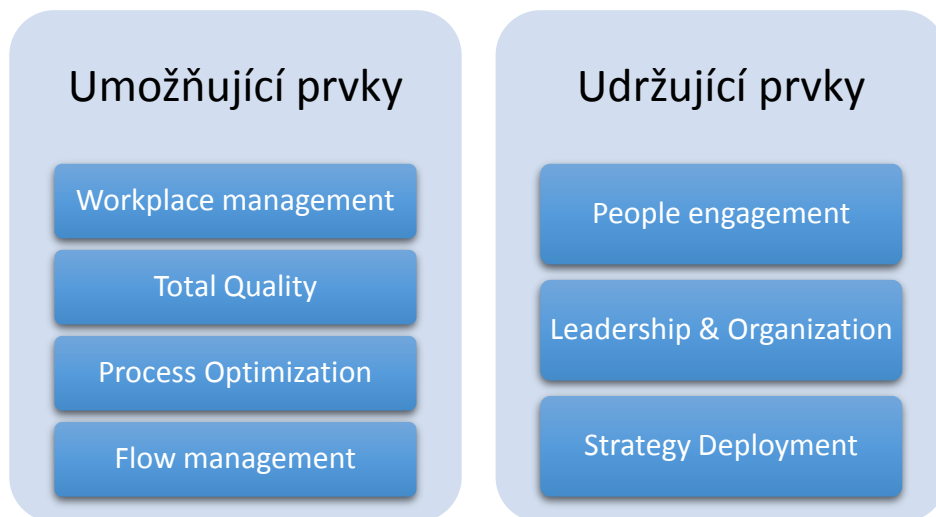 Umožňující prvky
Workplace management
Total Quality
Process Optimization
Flow management
Udržující prvky
People engagement
Leadership & Organization
Strategy Deployment